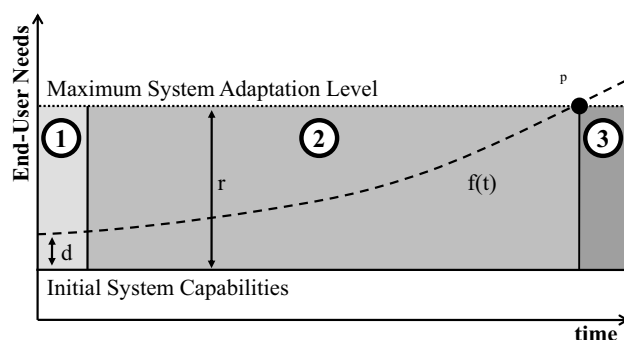 End-User Needs
Maximum System Adaptation Level
p
1
2
3
r
f(t)
d
Initial System Capabilities
time